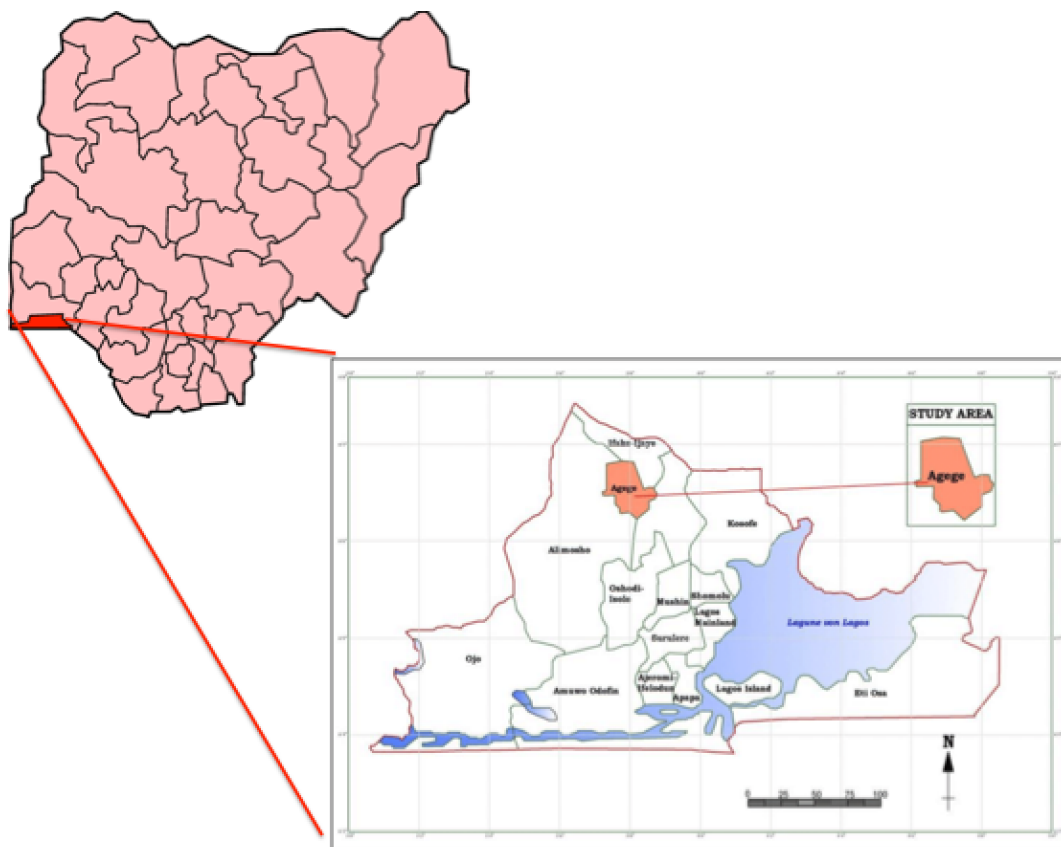 STUDY AREA
Agege
Ifako-Ijaye
Agege
Kosofe
Alimosho
Oshodi-
Isolo
Mushin
Shomolu
Lagos
Mainland
Lagune von Lagos
Surulere
Ojo
Amuwo Odofin
Ajeromi
Ifelodun
Apapa
Lagos Island
Eti Osa
N
0 25 50 75 100